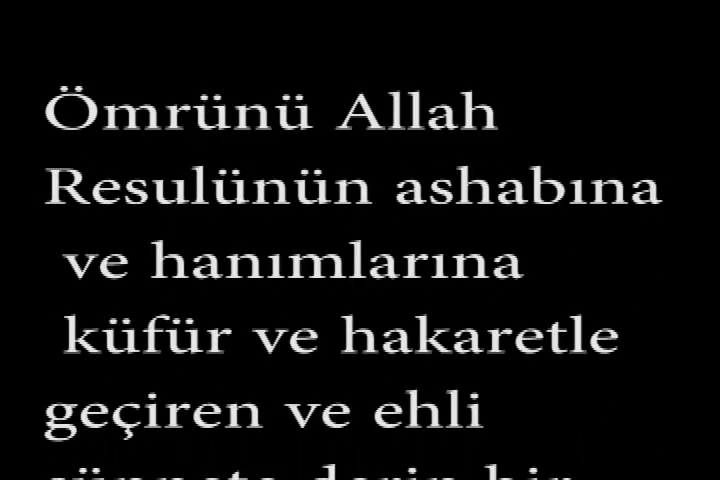 Ömrünü Allah
Resulünün ashabına
ve hanımlarına
küfür ve hakaretle
geçiren ve ehli